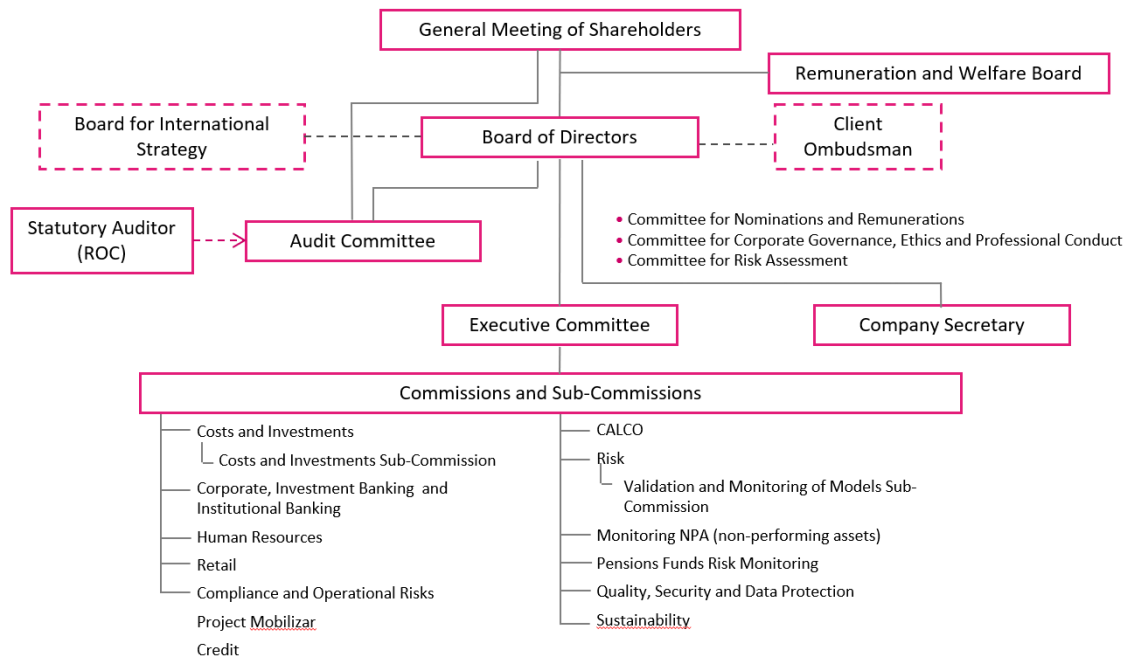 General Meeting of Shareholders
Remuneration and Welfare Board
Board for International
Strategy
Board of Directors
Client
Ombudsman
Statutory Auditor
(ROC)
Audit Committee
• Committee for Nominations and Remunerations
• Committee for Corporate Governance, Ethics and Professional Conduct
• Committee for Risk Assessment
Executive Committee
Company Secretary
Commissions and Sub-Commissions
Costs and Investments
Costs and Investments Sub-Commission
Corporate, Investment Banking and
Institutional Banking
Human Resources
Retail
Compliance and Operational Risks
Project Mobilizar
Credit
CALCO
Risk
Validation and Monitoring of Models Sub-
Commission
Monitoring NPA (non-performing assets)
Pensions Funds Risk Monitoring
Quality, Security and Data Protection
Sustainability